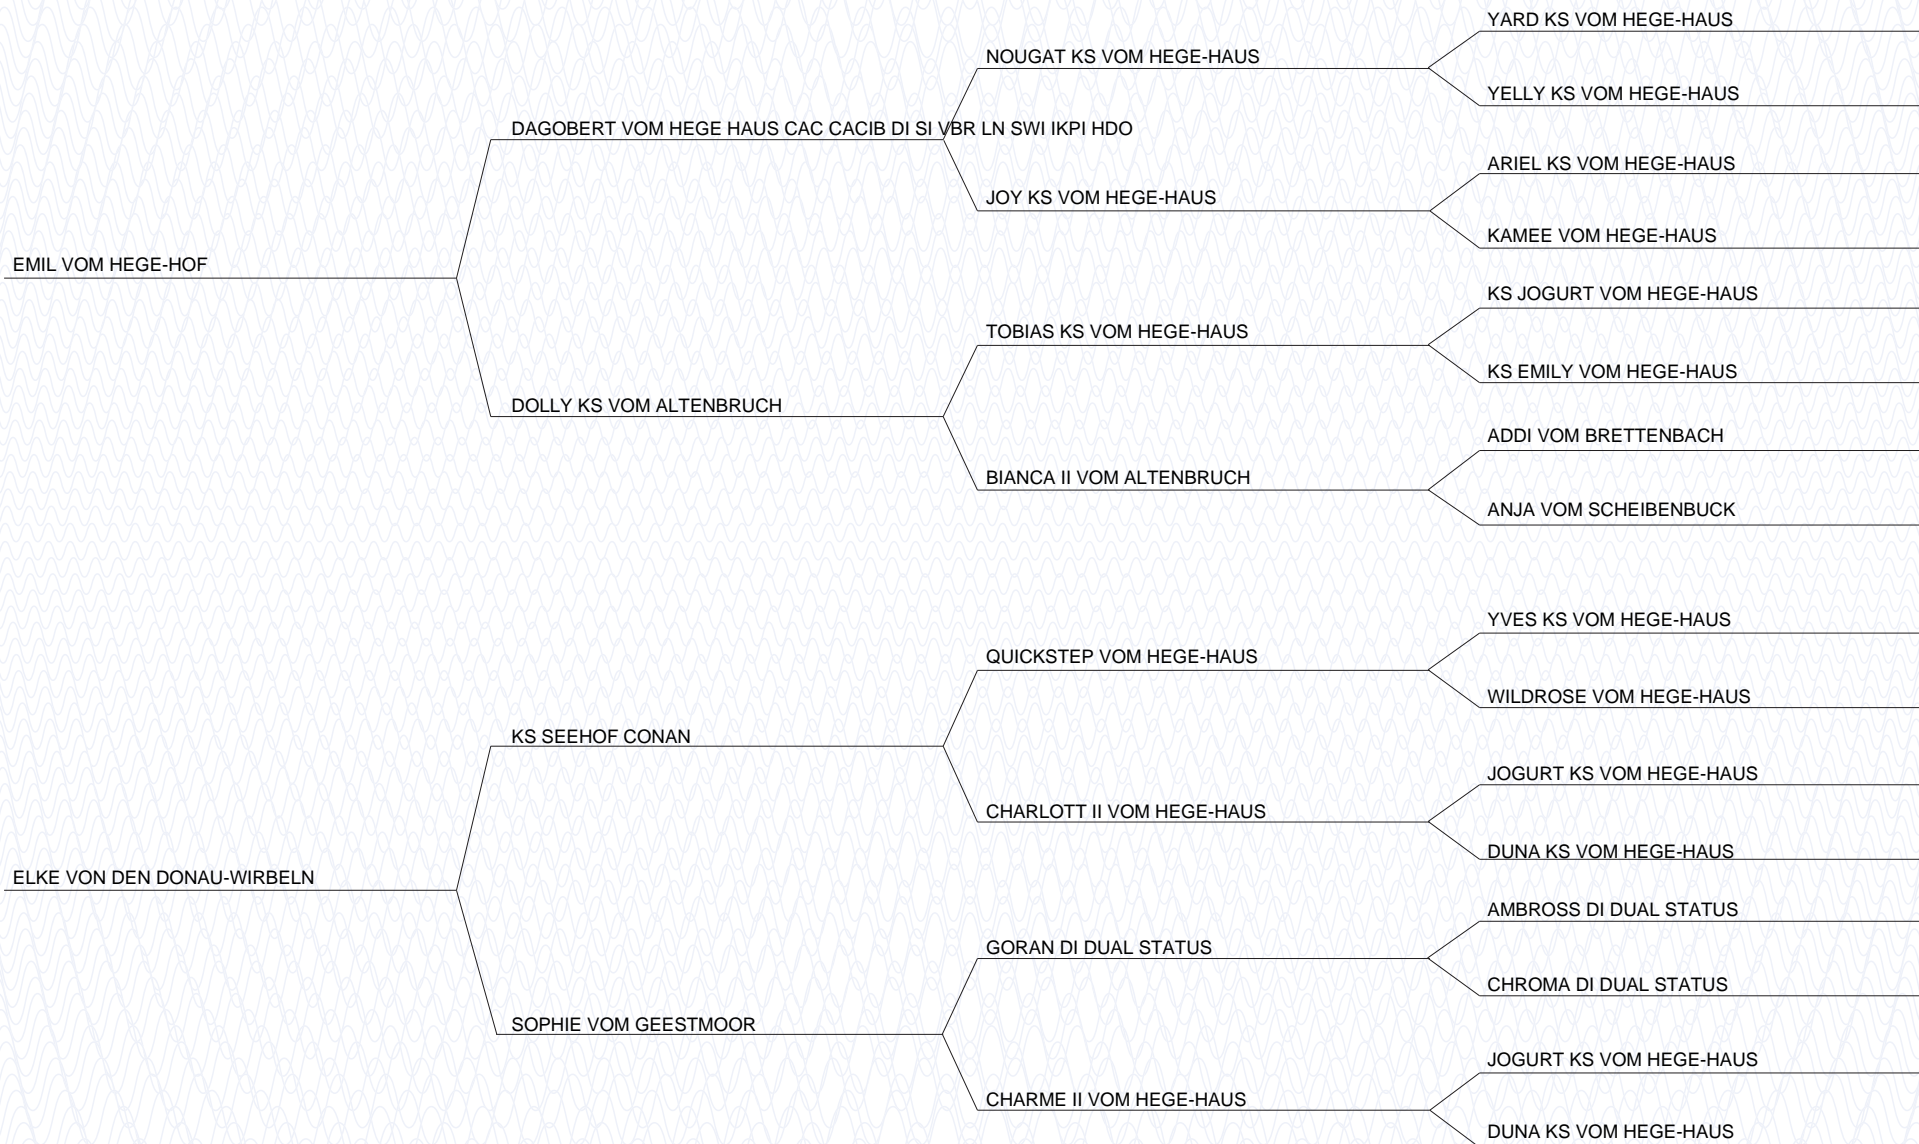 YARD KS VOM HEGE-HAUS
NOUGAT KS VOM HEGE-HAUS
YELLY KS VOM HEGE-HAUS
DAGOBERT VOM HEGE HAUS CAC CACIB DI SI VBR LN SWI IKPI HDO
ARIEL KS VOM HEGE-HAUS
JOY KS VOM HEGE-HAUS
KAMEE VOM HEGE-HAUS
EMIL VOM HEGE-HOF
KS JOGURT VOM HEGE-HAUS
TOBIAS KS VOM HEGE-HAUS
KS EMILY VOM HEGE-HAUS
DOLLY KS VOM ALTENBRUCH
ADDI VOM BRETTENBACH
BIANCA II VOM ALTENBRUCH
ANJA VOM SCHEIBENBUCK
YVES KS VOM HEGE-HAUS
QUICKSTEP VOM HEGE-HAUS
WILDROSE VOM HEGE-HAUS
KS SEEHOF CONAN
JOGURT KS VOM HEGE-HAUS
CHARLOTT II VOM HEGE-HAUS
DUNA KS VOM HEGE-HAUS
ELKE VON DEN DONAU-WIRBELN
AMBROSS DI DUAL STATUS
GORAN DI DUAL STATUS
CHROMA DI DUAL STATUS
SOPHIE VOM GEESTMOOR
JOGURT KS VOM HEGE-HAUS
CHARME II VOM HEGE-HAUS
DUNA KS VOM HEGE-HAUS